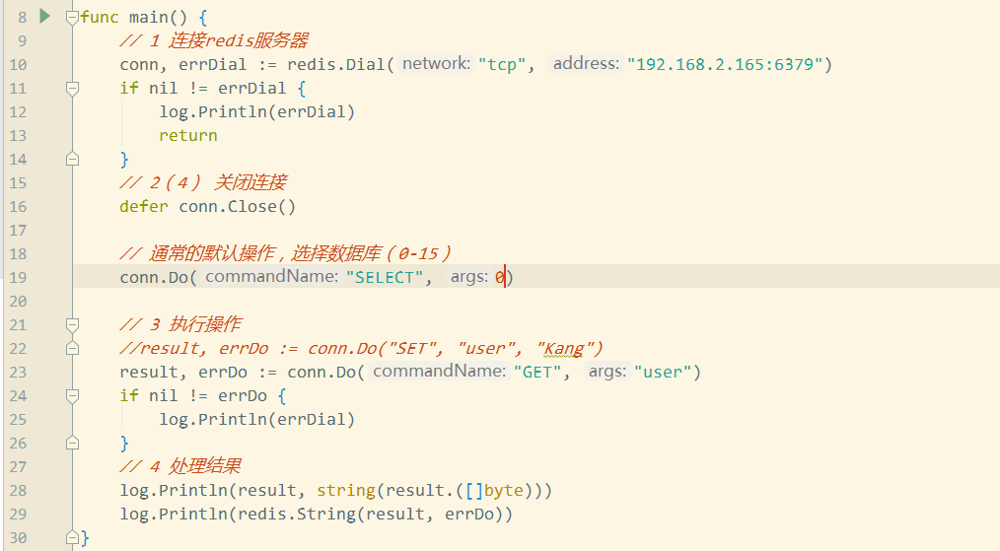 8 func main() {
9 // 1 连接redis服务器
10 conn, errDial := redis.Dial( network: "tcp", address: "192.168.2.165:6379")
11 if nil != errDial {
12 log.Println(errDial)
13 return
14 }
15 // 2（4） 关闭连接
16 defer conn.Close()
17
18 // 通常的默认操作，选择数据库（0-15）
19 conn.Do( commandName: "SELECT", args: 0)
20
21 // 3 执行操作
22 //result, errDo := conn.Do("SET", "user", "Kang")
23 result, errDo := conn.Do( commandName: "GET", args: "user")
24 if nil != errDo {
25 log.Println(errDial)
26 }
27 // 4 处理结果
28 log.Println(result, string(result.([]byte)))
29 log.Println(redis.String(result, errDo))
30 }